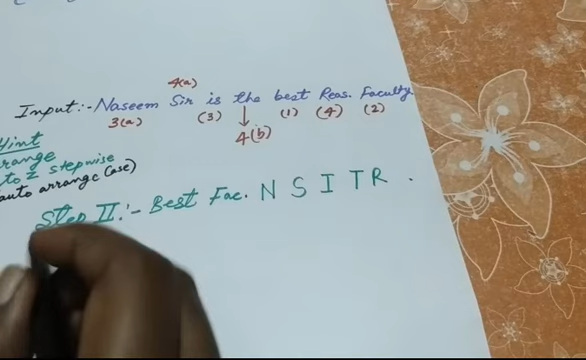 4(a)
Input:- Naseem Sir is the best Reas. Faculty
3(a) (3) (1) (4) (2)
4(b)
Hint
to z stepwise
auto arrange case)
Step II:- Best Fac. N S I T R .